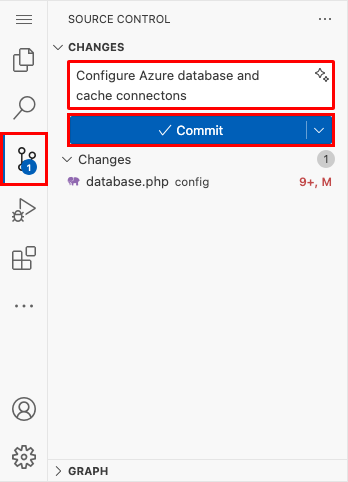 SOURCE CONTROL
CHANGES
Configure Azure database and
cache connectons
Commit
1
Changes 1
database.php config 9+, M
GRAPH